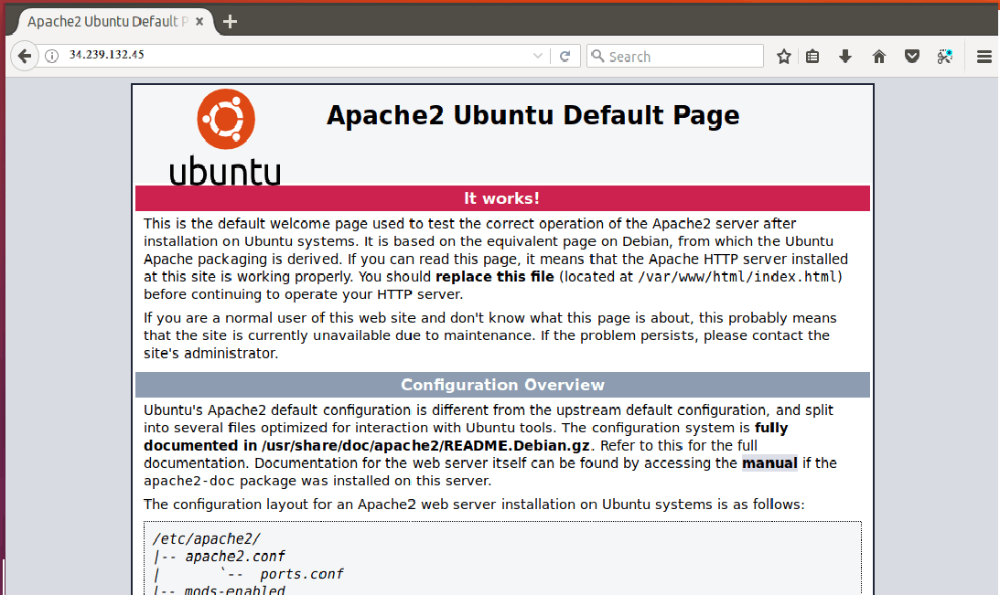 Apache2 Ubuntu Default P
34.239.132.45
Search
Apache2 Ubuntu Default Page
ubuntu
It works!
This is the default welcome page used to test the correct operation of the Apache2 server after
installation on Ubuntu systems. It is based on the equivalent page on Debian, from which the Ubuntu
Apache packaging is derived. If you can read this page, it means that the Apache HTTP server installed
at this site is working properly. You should replace this file (located at /var/www/html/index.html)
before continuing to operate your HTTP server.
If you are a normal user of this web site and don't know what this page is about, this probably means
that the site is currently unavailable due to maintenance. If the problem persists, please contact the
site's administrator.
Configuration Overview
Ubuntu's Apache2 default configuration is different from the upstream default configuration, and split
into several files optimized for interaction with Ubuntu tools. The configuration system is fully
documented in /usr/share/doc/apache2/README.Debian.gz. Refer to this for the full
documentation. Documentation for the web server itself can be found by accessing the manual if the
apache2-doc package was installed on this server.
The configuration layout for an Apache2 web server installation on Ubuntu systems is as follows:
/etc/apache2/
|-- apache2.conf
|       `--  ports.conf
|-- mods-enabled